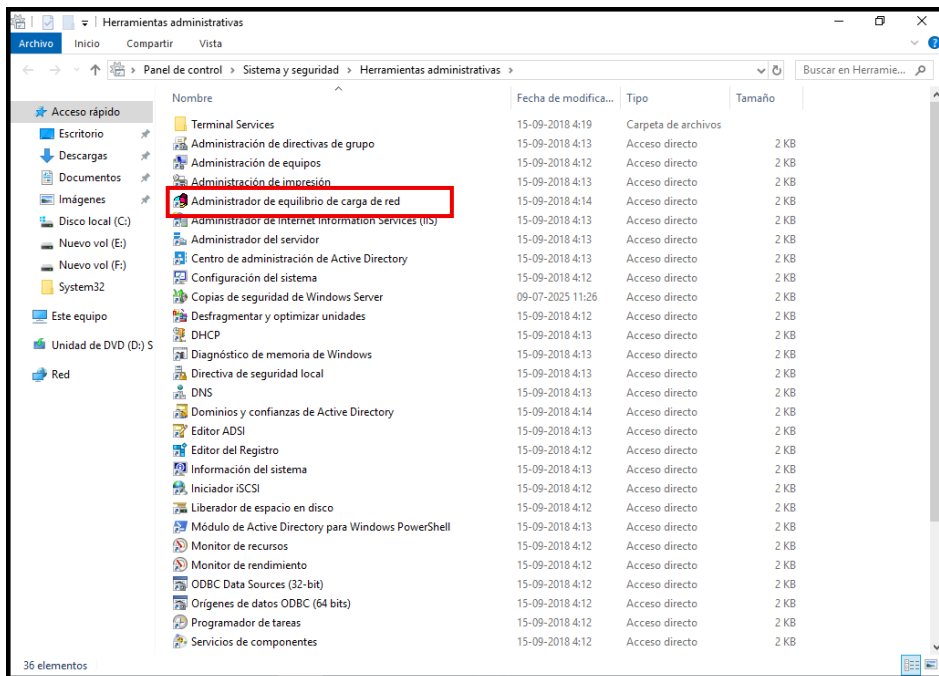 Herramientas administrativas
Archivo Inicio Compartir Vista
Panel de control > Sistema y seguridad > Herramientas administrativas >
Buscar en Herramie...
Acceso rápido
Escritorio
Descargas
Documentos
Imágenes
Disco local (C:)
Nuevo vol (E:)
Nuevo vol (F:)
System32
Este equipo
Unidad de DVD (D:) S
Red
Nombre Fecha de modifica... Tipo Tamaño
Terminal Services 15-09-2018 4:19 Carpeta de archivos
Administración de directivas de grupo 15-09-2018 4:13 Acceso directo 2 KB
Administración de equipos 15-09-2018 4:12 Acceso directo 2 KB
Administración de impresión 15-09-2018 4:13 Acceso directo 2 KB
Administrador de equilibrio de carga de red 15-09-2018 4:14 Acceso directo 2 KB
Administrador de Internet Information Services (IIS) 15-09-2018 4:13 Acceso directo 2 KB
Administrador del servidor 15-09-2018 4:13 Acceso directo 2 KB
Centro de administración de Active Directory 15-09-2018 4:13 Acceso directo 2 KB
Configuración del sistema 15-09-2018 4:12 Acceso directo 2 KB
Copias de seguridad de Windows Server 09-07-2025 11:26 Acceso directo 2 KB
Desfragmentar y optimizar unidades 15-09-2018 4:12 Acceso directo 2 KB
DHCP 15-09-2018 4:13 Acceso directo 2 KB
Diagnóstico de memoria de Windows 15-09-2018 4:13 Acceso directo 2 KB
Directiva de seguridad local 15-09-2018 4:13 Acceso directo 2 KB
DNS 15-09-2018 4:13 Acceso directo 2 KB
Dominios y confianzas de Active Directory 15-09-2018 4:14 Acceso directo 2 KB
Editor ADSI 15-09-2018 4:13 Acceso directo 2 KB
Editor del Registro 15-09-2018 4:12 Acceso directo 2 KB
Información del sistema 15-09-2018 4:13 Acceso directo 2 KB
Iniciador iSCSI 15-09-2018 4:12 Acceso directo 2 KB
Liberador de espacio en disco 15-09-2018 4:12 Acceso directo 2 KB
Módulo de Active Directory para Windows PowerShell 15-09-2018 4:13 Acceso directo 2 KB
Monitor de recursos 15-09-2018 4:12 Acceso directo 2 KB
Monitor de rendimiento 15-09-2018 4:12 Acceso directo 2 KB
ODBC Data Sources (32-bit) 15-09-2018 4:12 Acceso directo 2 KB
Orígenes de datos ODBC (64 bits) 15-09-2018 4:12 Acceso directo 2 KB
Programador de tareas 15-09-2018 4:12 Acceso directo 2 KB
Servicios de componentes 15-09-2018 4:12 Acceso directo 2 KB
36 elementos